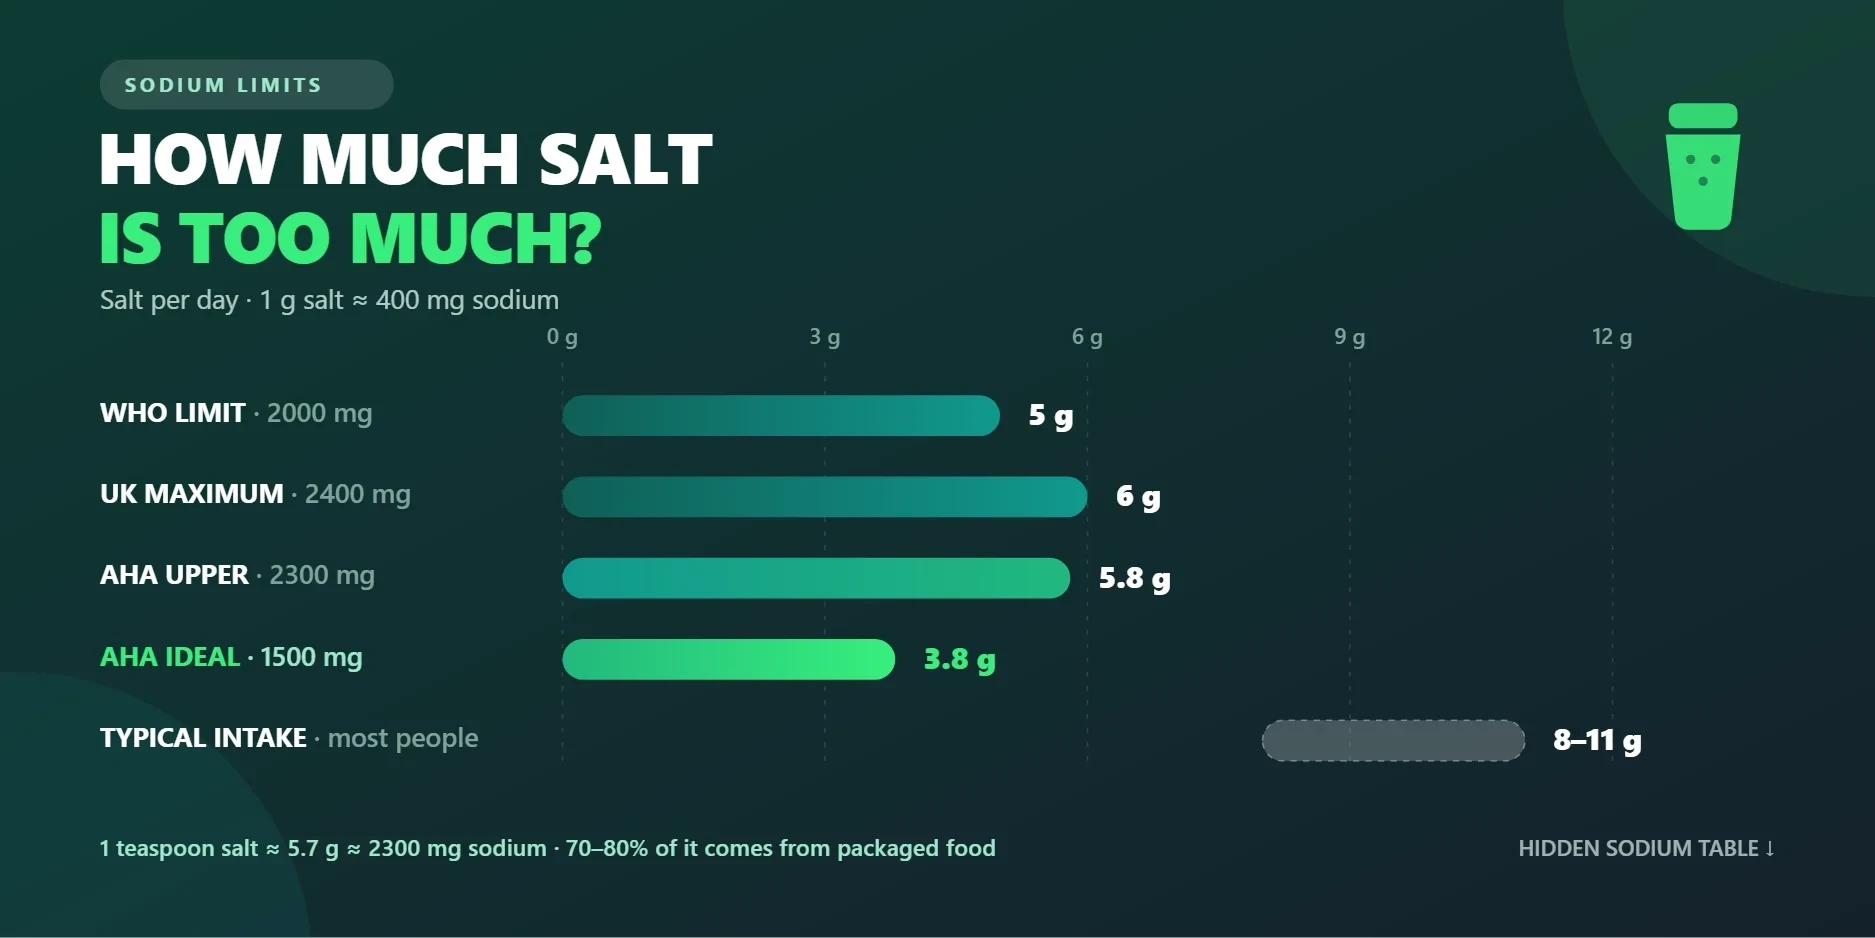 SODIUM LIMITS
HOW MUCH SALT
IS TOO MUCH?
Salt per day · 1 g salt ≈ 400 mg sodium
0 g 3 g 6 g 9 g 12 g
WHO LIMIT · 2000 mg 5 g
UK MAXIMUM · 2400 mg 6 g
AHA UPPER · 2300 mg 5.8 g
AHA IDEAL · 1500 mg 3.8 g
TYPICAL INTAKE · most people 8–11 g
1 teaspoon salt ≈ 5.7 g ≈ 2300 mg sodium · 70–80% of it comes from packaged food
HIDDEN SODIUM TABLE ↓